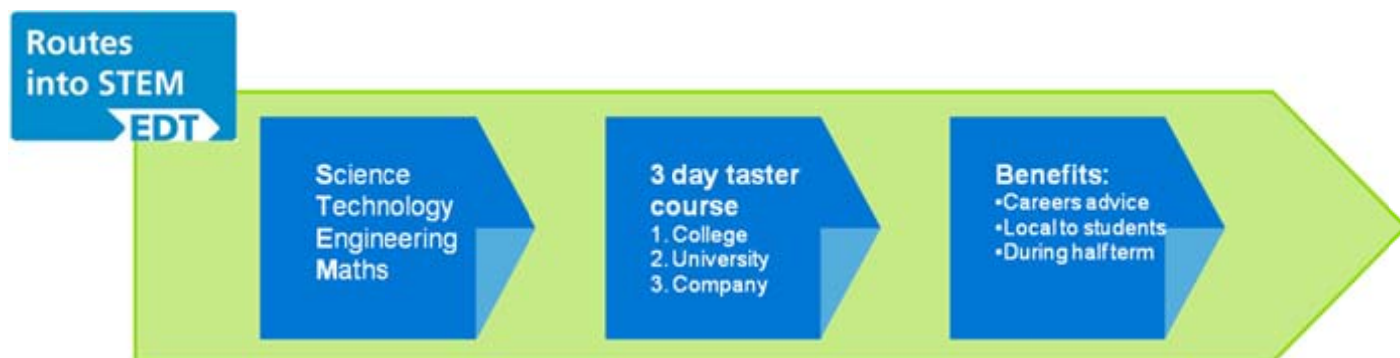 Routes
into STEM
EDT
Science
Technology
Engineering
Maths
3 day taster
course
1. College
2. University
3. Company
Benefits:
•Careers advice
•Local to students
•During half term